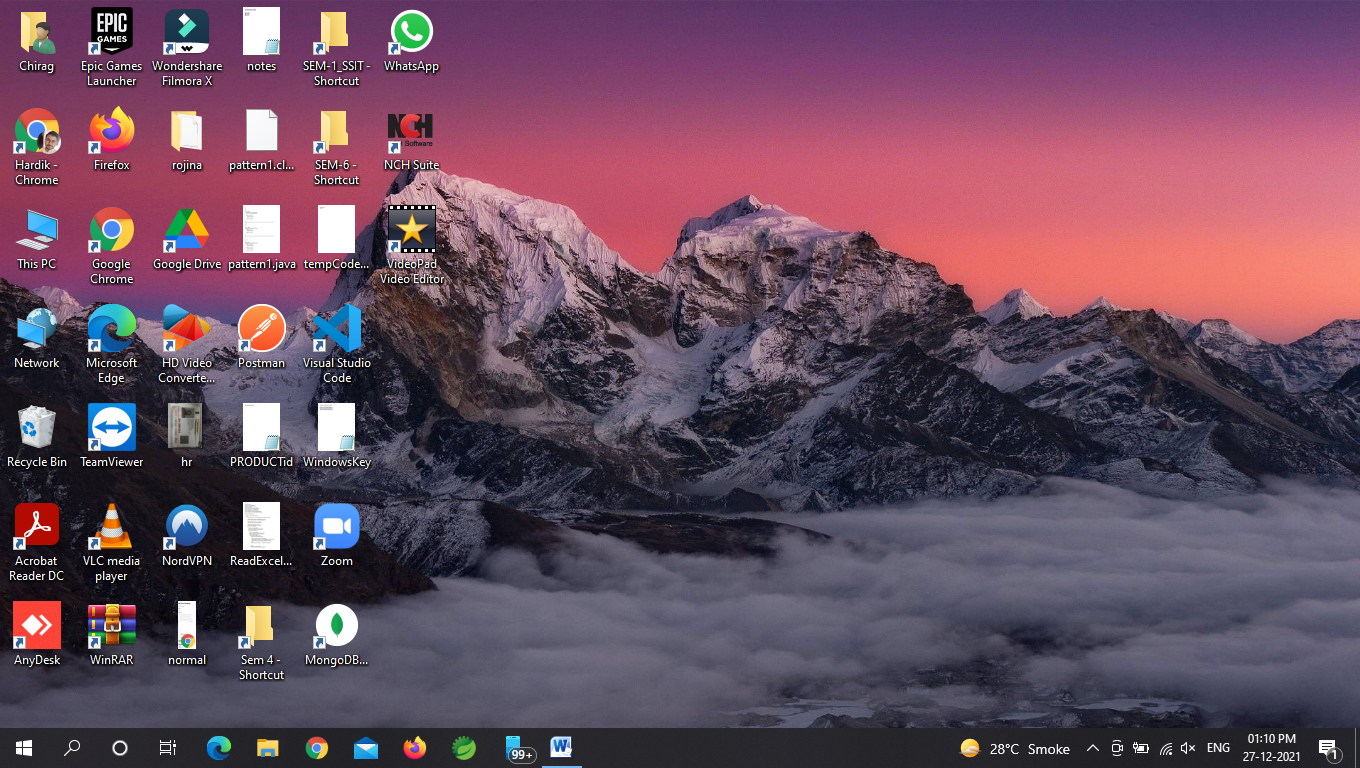 Chirag
EPIC
GAMES
Epic Games
Launcher
Wondershare
Filmora X
notes
SEM-1_SSIT -
Shortcut
WhatsApp
Hardik -
Chrome
Firefox
rojina
pattern1.cl...
SEM-6 -
Shortcut
NCH
Software
NCH Suite
This PC
Google
Chrome
Google Drive
pattern1.java
tempCode...
VideoPad
Video Editor
Network
Microsoft
Edge
HD Video
Converte...
Postman
Visual Studio
Code
Recycle Bin
TeamViewer
hr
PRODUCTid
WindowsKey
Acrobat
Reader DC
VLC media
player
NordVPN
ReadExcel...
Zoom
AnyDesk
WinRAR
normal
Sem 4 -
Shortcut
MongoDB...
99+
W
28°C Smoke
ENG
01:10 PM
27-12-2021
1